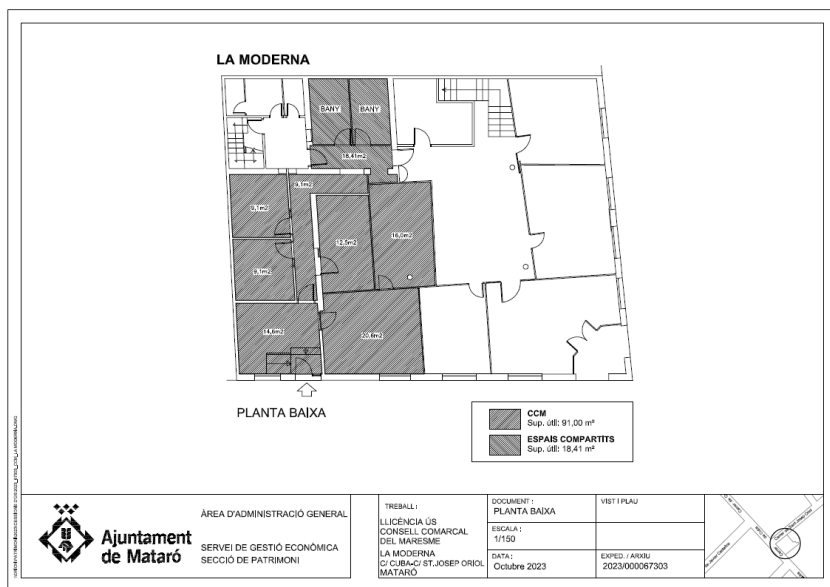 LA MODERNA
BANY
BANY
18,41m2
9,1m2
9,1m2
12,5m2
16,0m2
14,6m2
20,6m2
PLANTA BAIXA
CCM
Sup. útil: 91,00 m²
ESPAIS COMPARTITS
Sup. útil: 18,41 m²
Ajuntament
de Mataró
ÀREA D'ADMINISTRACIÓ GENERAL
SERVEI DE GESTIÓ ECONÒMICA
SECCIÓ DE PATRIMONI
TREBALL :
LLICÈNCIA ÚS
CONSELL COMARCAL
DEL MARESME
LA MODERNA
C/ CUBA-C/ ST.JOSEP ORIOL
MATARÓ
DOCUMENT :
PLANTA BAIXA
ESCALA :
1/150
DATA :
Octubre 2023
VIST I PLAU
EXPED. / ARXIU
2023/000067303